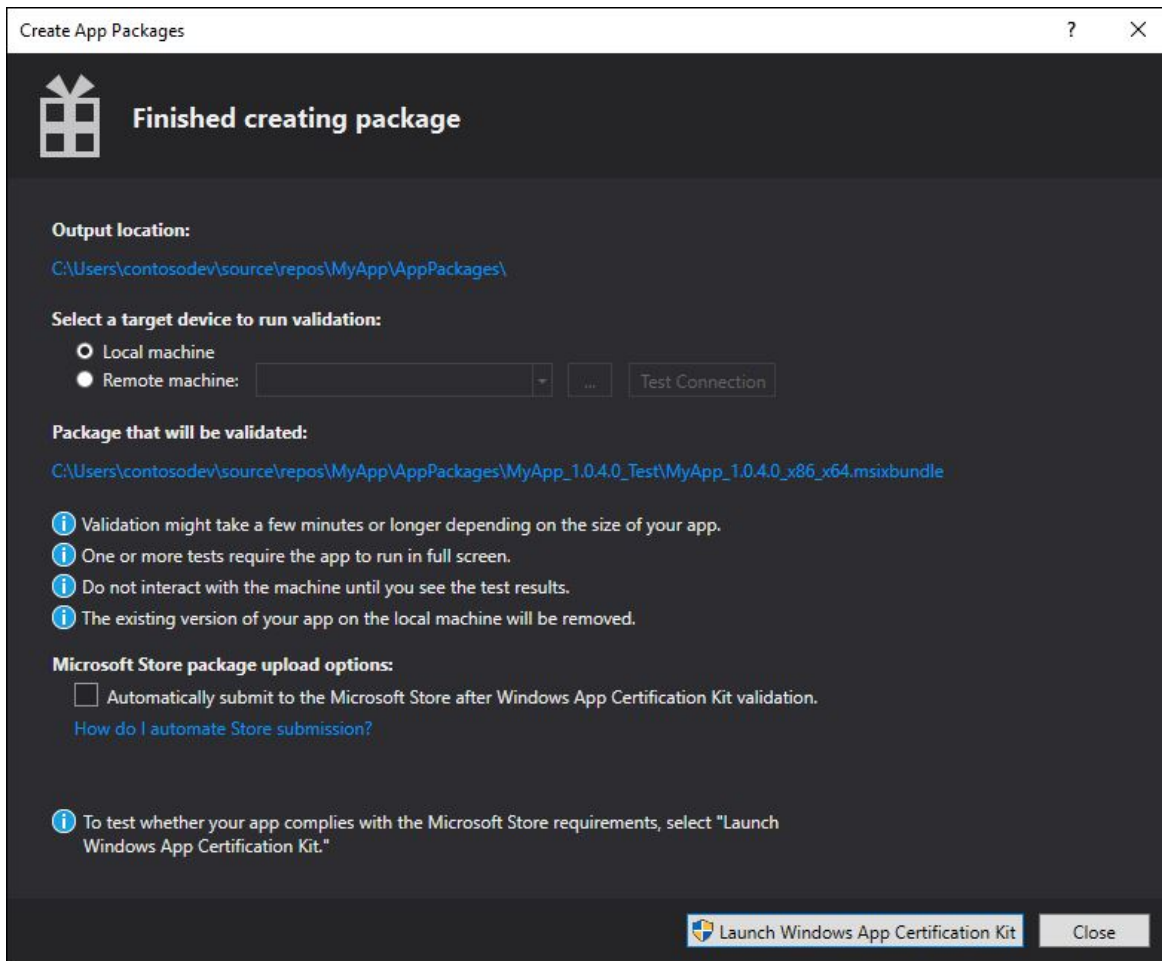 Create App Packages
?
Finished creating package
Output location:
C:\Users\contosodev\source\repos\MyApp\AppPackages\
Select a target device to run validation:
Local machine
Remote machine:
...
Test Connection
Package that will be validated:
C:\Users\contosodev\source\repos\MyApp\AppPackages\MyApp_1.0.4.0_Test\MyApp_1.0.4.0_x86_x64.msixbundle
Validation might take a few minutes or longer depending on the size of your app.
One or more tests require the app to run in full screen.
Do not interact with the machine until you see the test results.
The existing version of your app on the local machine will be removed.
Microsoft Store package upload options:
Automatically submit to the Microsoft Store after Windows App Certification Kit validation.
How do I automate Store submission?
To test whether your app complies with the Microsoft Store requirements, select "Launch
Windows App Certification Kit."
Launch Windows App Certification Kit
Close